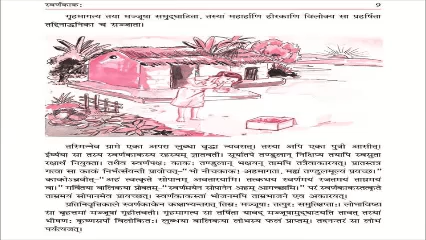 स्वर्णकाकः 9
गृहमागत्य तया मञ्जूषा समुद्घाटिता, तस्यां महार्हाणि हीरकाणि विलोक्य सा प्रहर्षिता
तद्दिनाद्धनिका च सञ्जाता।
तस्मिन्नेव ग्रामे एका अपरा लुब्धा वृद्धा न्यवसत्। तस्या अपि एका पुत्री आसीत्।
ईर्ष्यया सा तस्य स्वर्णकाकस्य रहस्यम् ज्ञातवती। सूर्यातपे तण्डुलान् निक्षिप्य तयापि स्वसुता
रक्षार्थं नियुक्ता। तथैव स्वर्णपक्षः काकः तण्डुलान् भक्षयन् तामपि तत्रैवाकारयत्। प्रातस्तत्र
गत्वा सा काकं निर्भर्त्सयन्ती प्रावोचत्-"भो नीचकाक! अहमागता, मह्यं तण्डुलमूल्यं प्रयच्छ।"
काकोऽब्रवीत्-"अहं त्वत्कृते सोपानम् अवतारयामि। तत्कथय स्वर्णमयं रजतमयं ताम्रमयं
वा।" गर्वितया बालिकया प्रोक्तम्-"स्वर्णमयेन सोपानेन अहम् आगच्छामि।" परं स्वर्णकाकस्तत्कृते
ताम्रमयं सोपानमेव प्रायच्छत्। स्वर्णकाकस्तां भोजनमपि ताम्रभाजने एव अकारयत्।
प्रतिनिवृत्तिकाले स्वर्णकाकेन कक्षाभ्यन्तरात् तिस्रः मञ्जूषाः तत्पुरः समुत्क्षिप्ताः। लोभाविष्टा
सा बृहत्तमां मञ्जूषां गृहीतवती। गृहमागत्य सा तर्षिता यावद् मञ्जूषामुद्घाटयति तावत् तस्यां
भीषणः कृष्णसर्पो विलोकितः। लुब्धया बालिकया लोभस्य फलं प्राप्तम्। तदनन्तरं सा लोभं
पर्यत्यजत्।